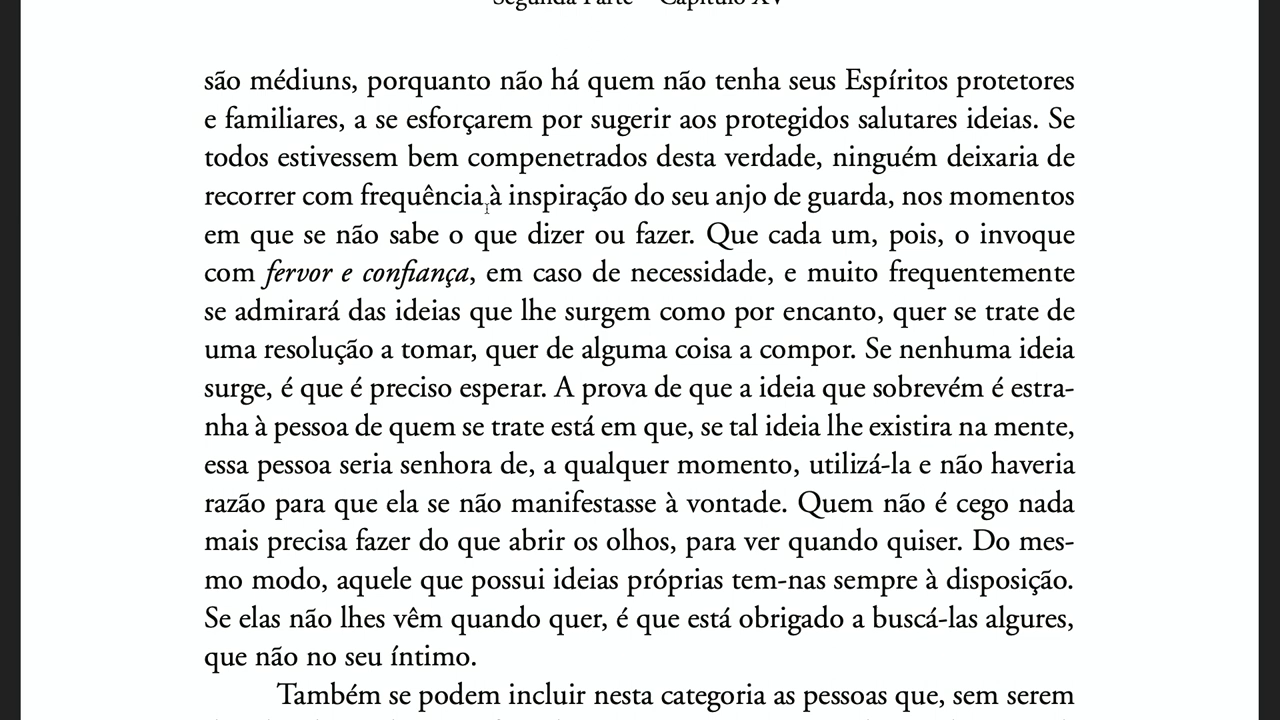 Segunda Parte – Capítulo XV
são médiuns, porquanto não há quem não tenha seus Espíritos protetores
e familiares, a se esforçarem por sugerir aos protegidos salutares ideias. Se
todos estivessem bem compenetrados desta verdade, ninguém deixaria de
recorrer com frequência à inspiração do seu anjo de guarda, nos momentos
em que se não sabe o que dizer ou fazer. Que cada um, pois, o invoque
com fervor e confiança, em caso de necessidade, e muito frequentemente
se admirará das ideias que lhe surgem como por encanto, quer se trate de
uma resolução a tomar, quer de alguma coisa a compor. Se nenhuma ideia
surge, é que é preciso esperar. A prova de que a ideia que sobrevém é estra-
nha à pessoa de quem se trate está em que, se tal ideia lhe existira na mente,
essa pessoa seria senhora de, a qualquer momento, utilizá-la e não haveria
razão para que ela se não manifestasse à vontade. Quem não é cego nada
mais precisa fazer do que abrir os olhos, para ver quando quiser. Do mes-
mo modo, aquele que possui ideias próprias tem-nas sempre à disposição.
Se elas não lhes vêm quando quer, é que está obrigado a buscá-las algures,
que não no seu íntimo.
Também se podem incluir nesta categoria as pessoas que, sem serem